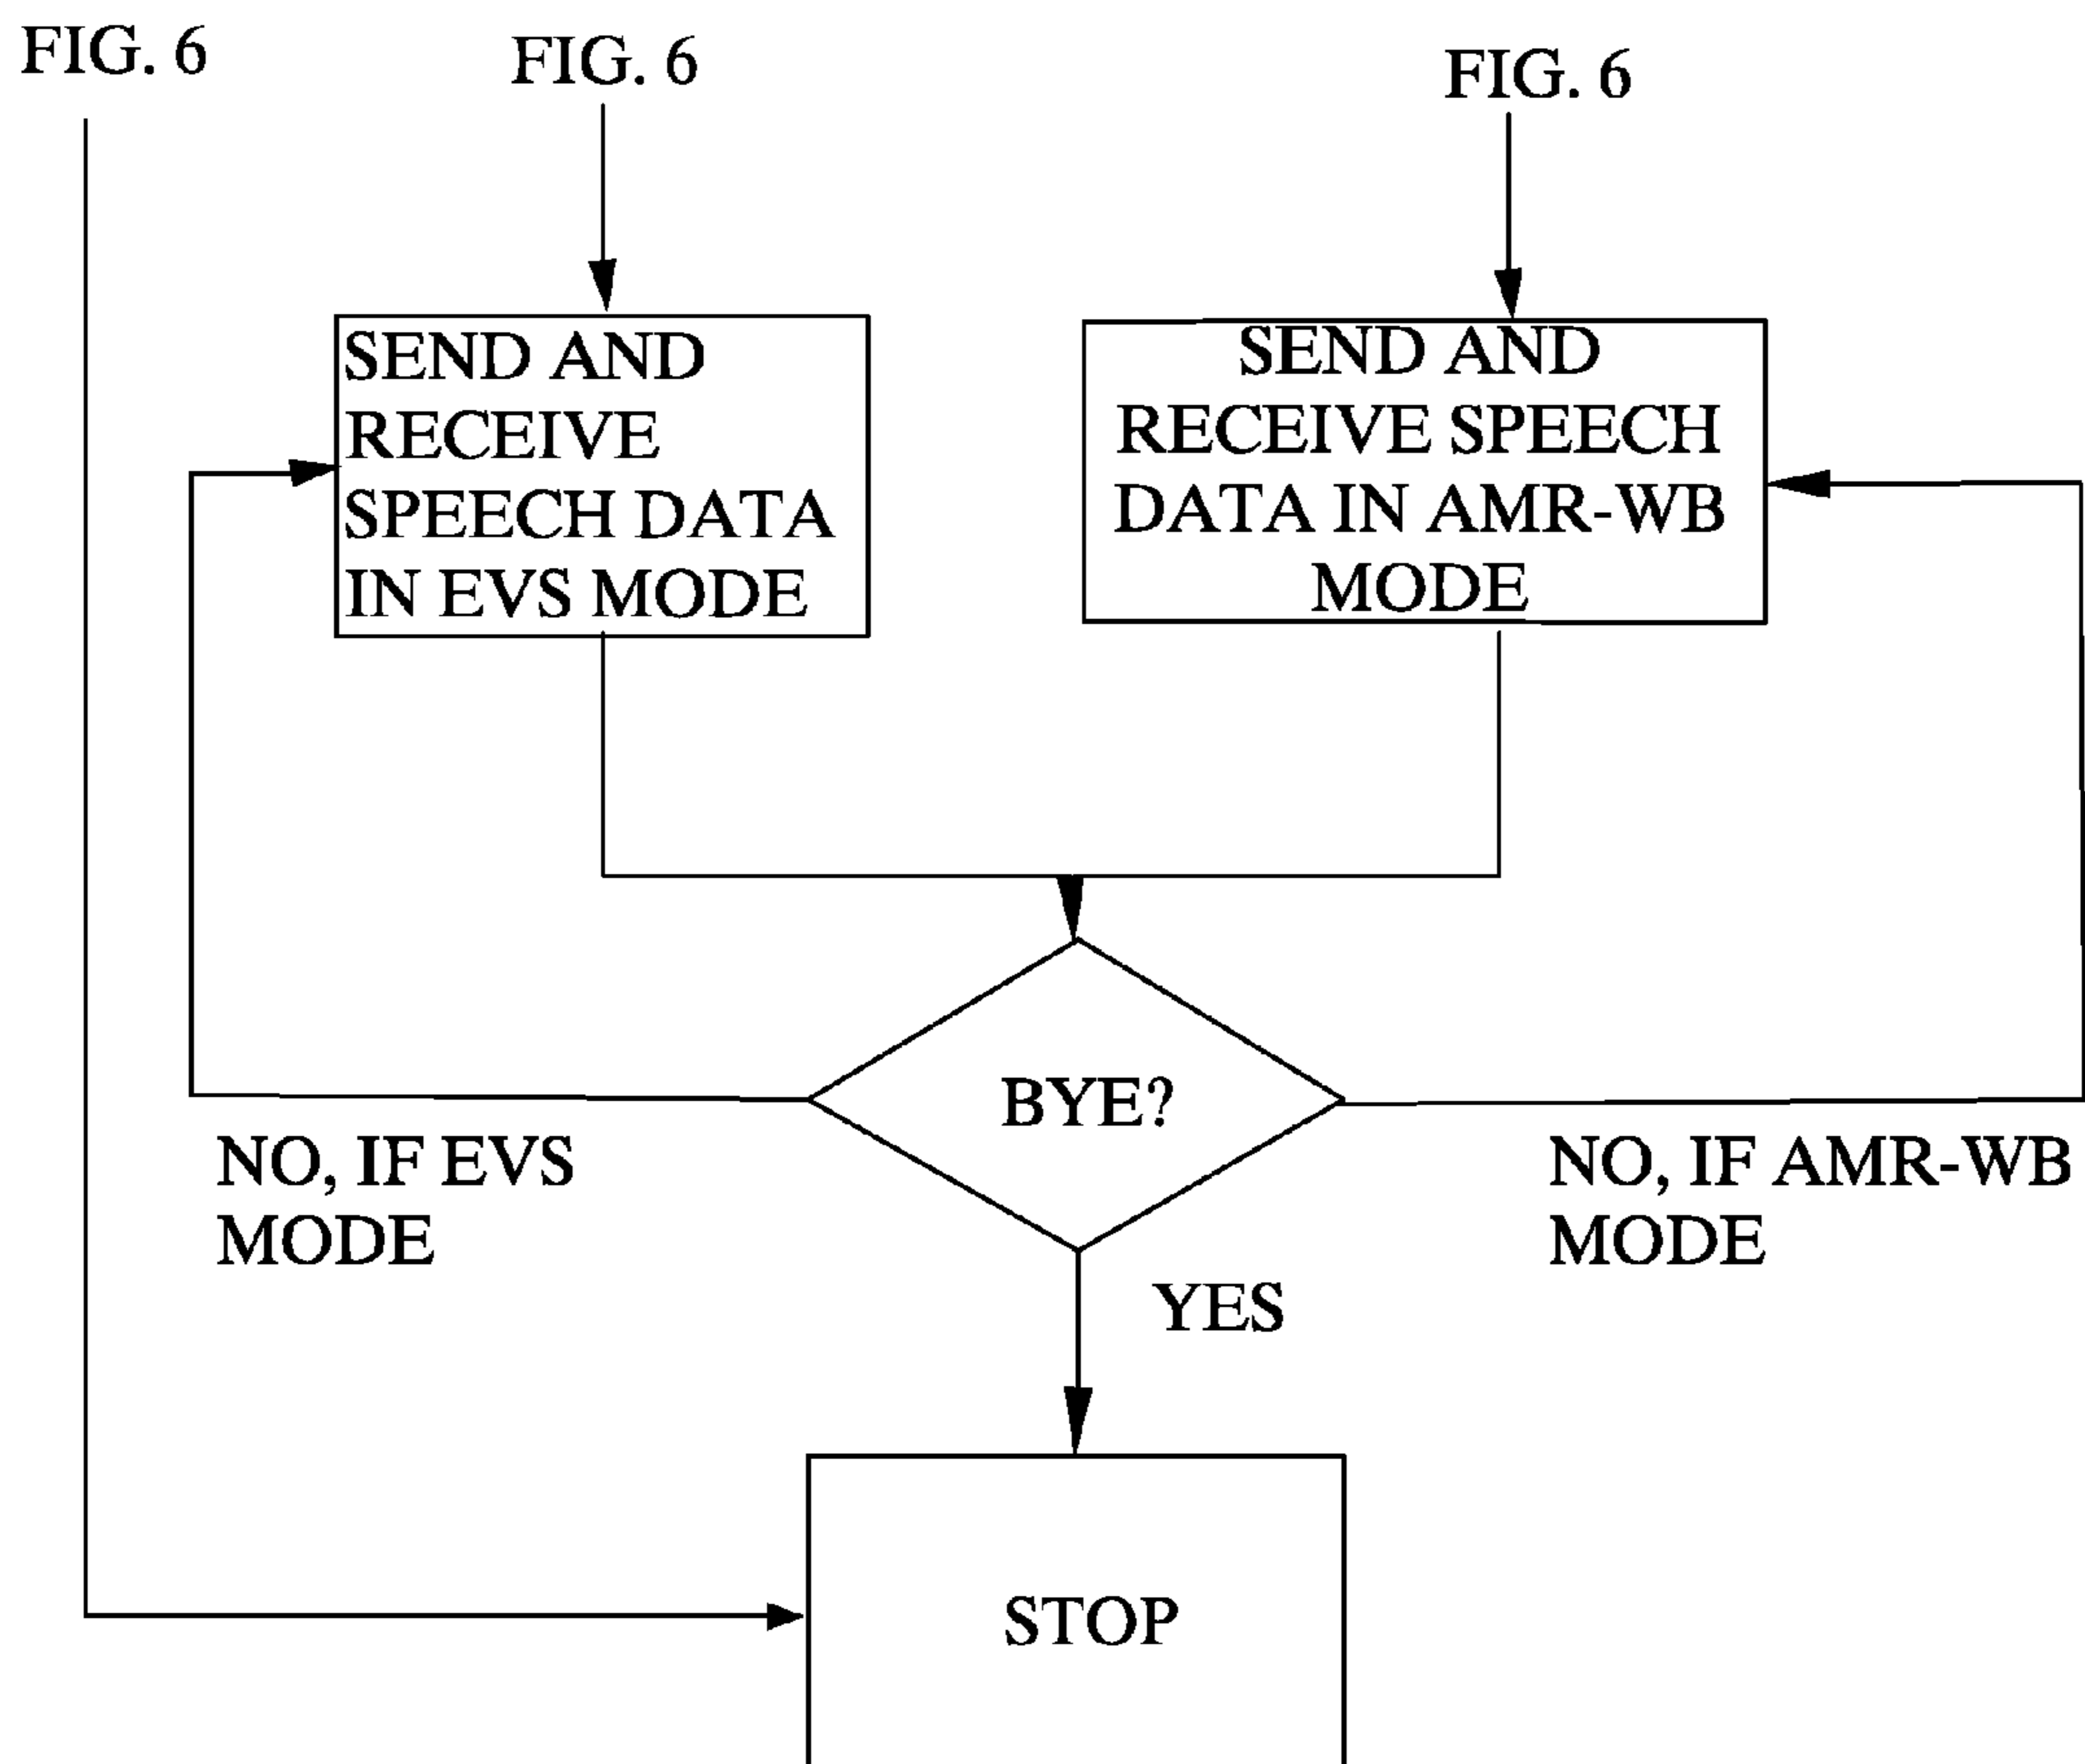 FIG. 6
FIG. 6
FIG. 6
SEND AND
RECEIVE
SPEECH DATA
IN EVS MODE
SEND AND
RECEIVE SPEECH
DATA IN AMR-WB
MODE
BYE?
NO, IF EVS
MODE
NO, IF AMR-WB
MODE
YES
STOP